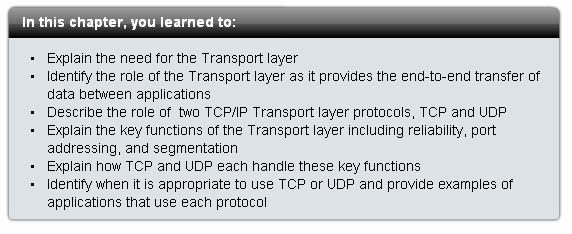 In this chapter, you learned to:
• Explain the need for the Transport layer
• Identify the role of the Transport layer as it provides the end-to-end transfer of
data between applications
• Describe the role of  two TCP/IP Transport layer protocols, TCP and UDP
• Explain the key functions of the Transport layer including reliability, port
addressing, and segmentation
• Explain how TCP and UDP each handle these key functions
• Identify when it is appropriate to use TCP or UDP and provide examples of
applications that use each protocol